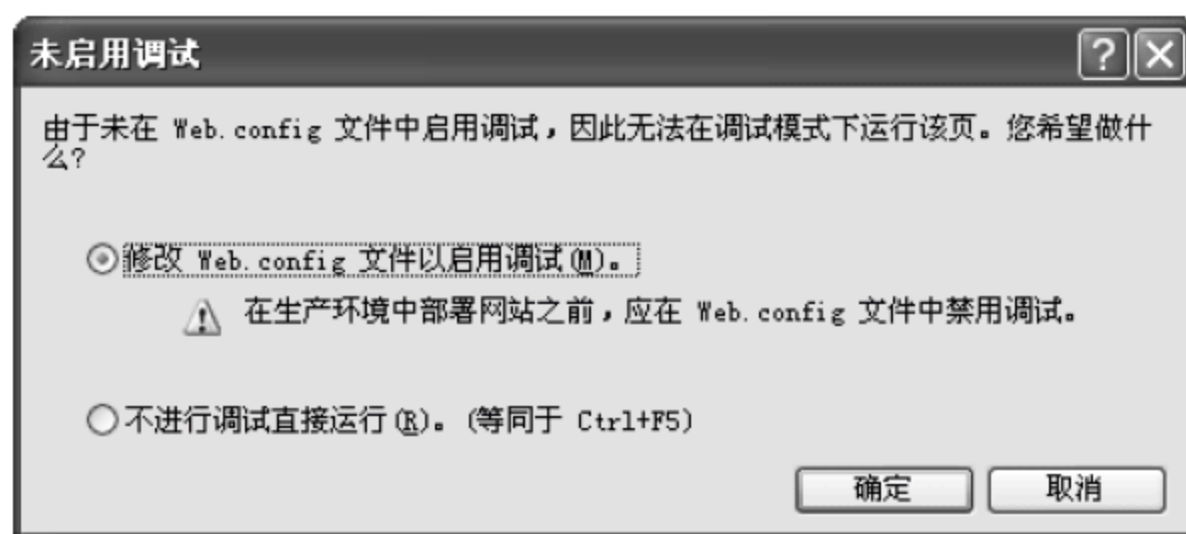 未启用调试
由于未在 Web.config 文件中启用调试，因此无法在调试模式下运行该页。您希望做什
么?
修改 Web.config 文件以启用调试(M)。
在生产环境中部署网站之前，应在 Web.config 文件中禁用调试。
不进行调试直接运行(R)。(等同于 Ctrl+F5)
确定 取消